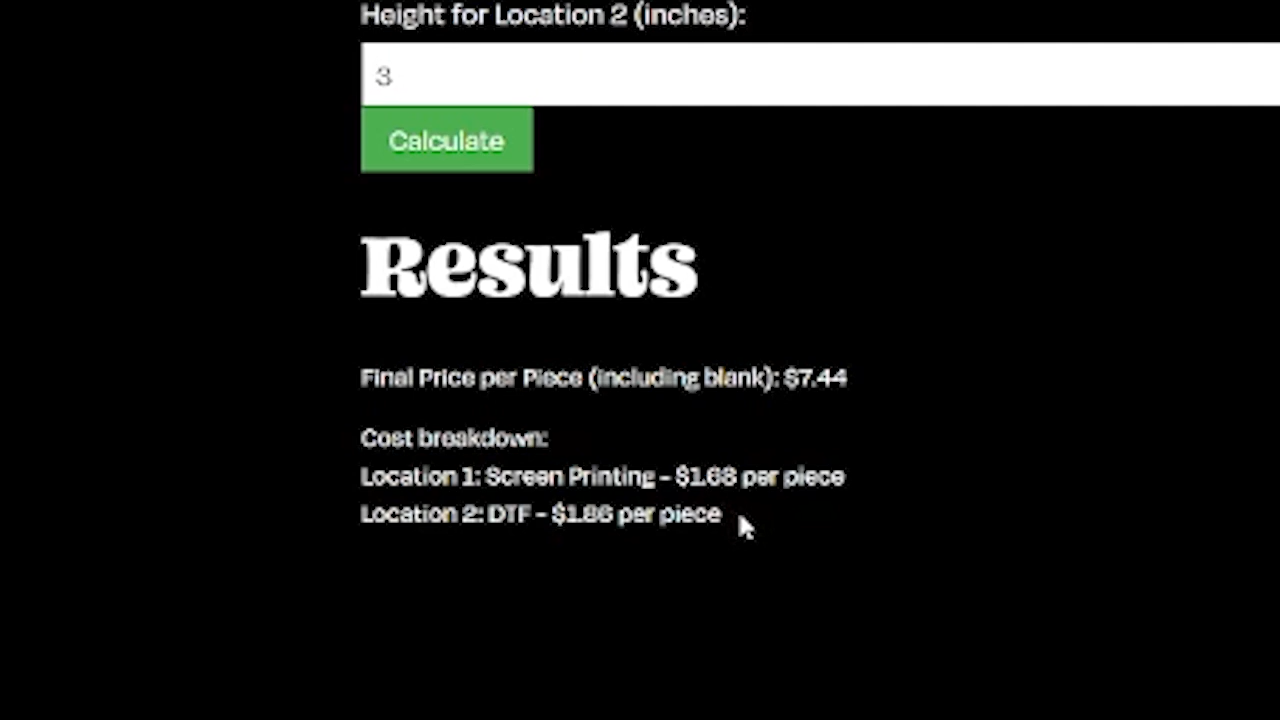 Height for Location 2 (inches):
3
Calculate
Results
Final Price per Piece (including blank): $7.44
Cost breakdown:
Location 1: Screen Printing - $1.68 per piece
Location 2: DTF - $1.86 per piece